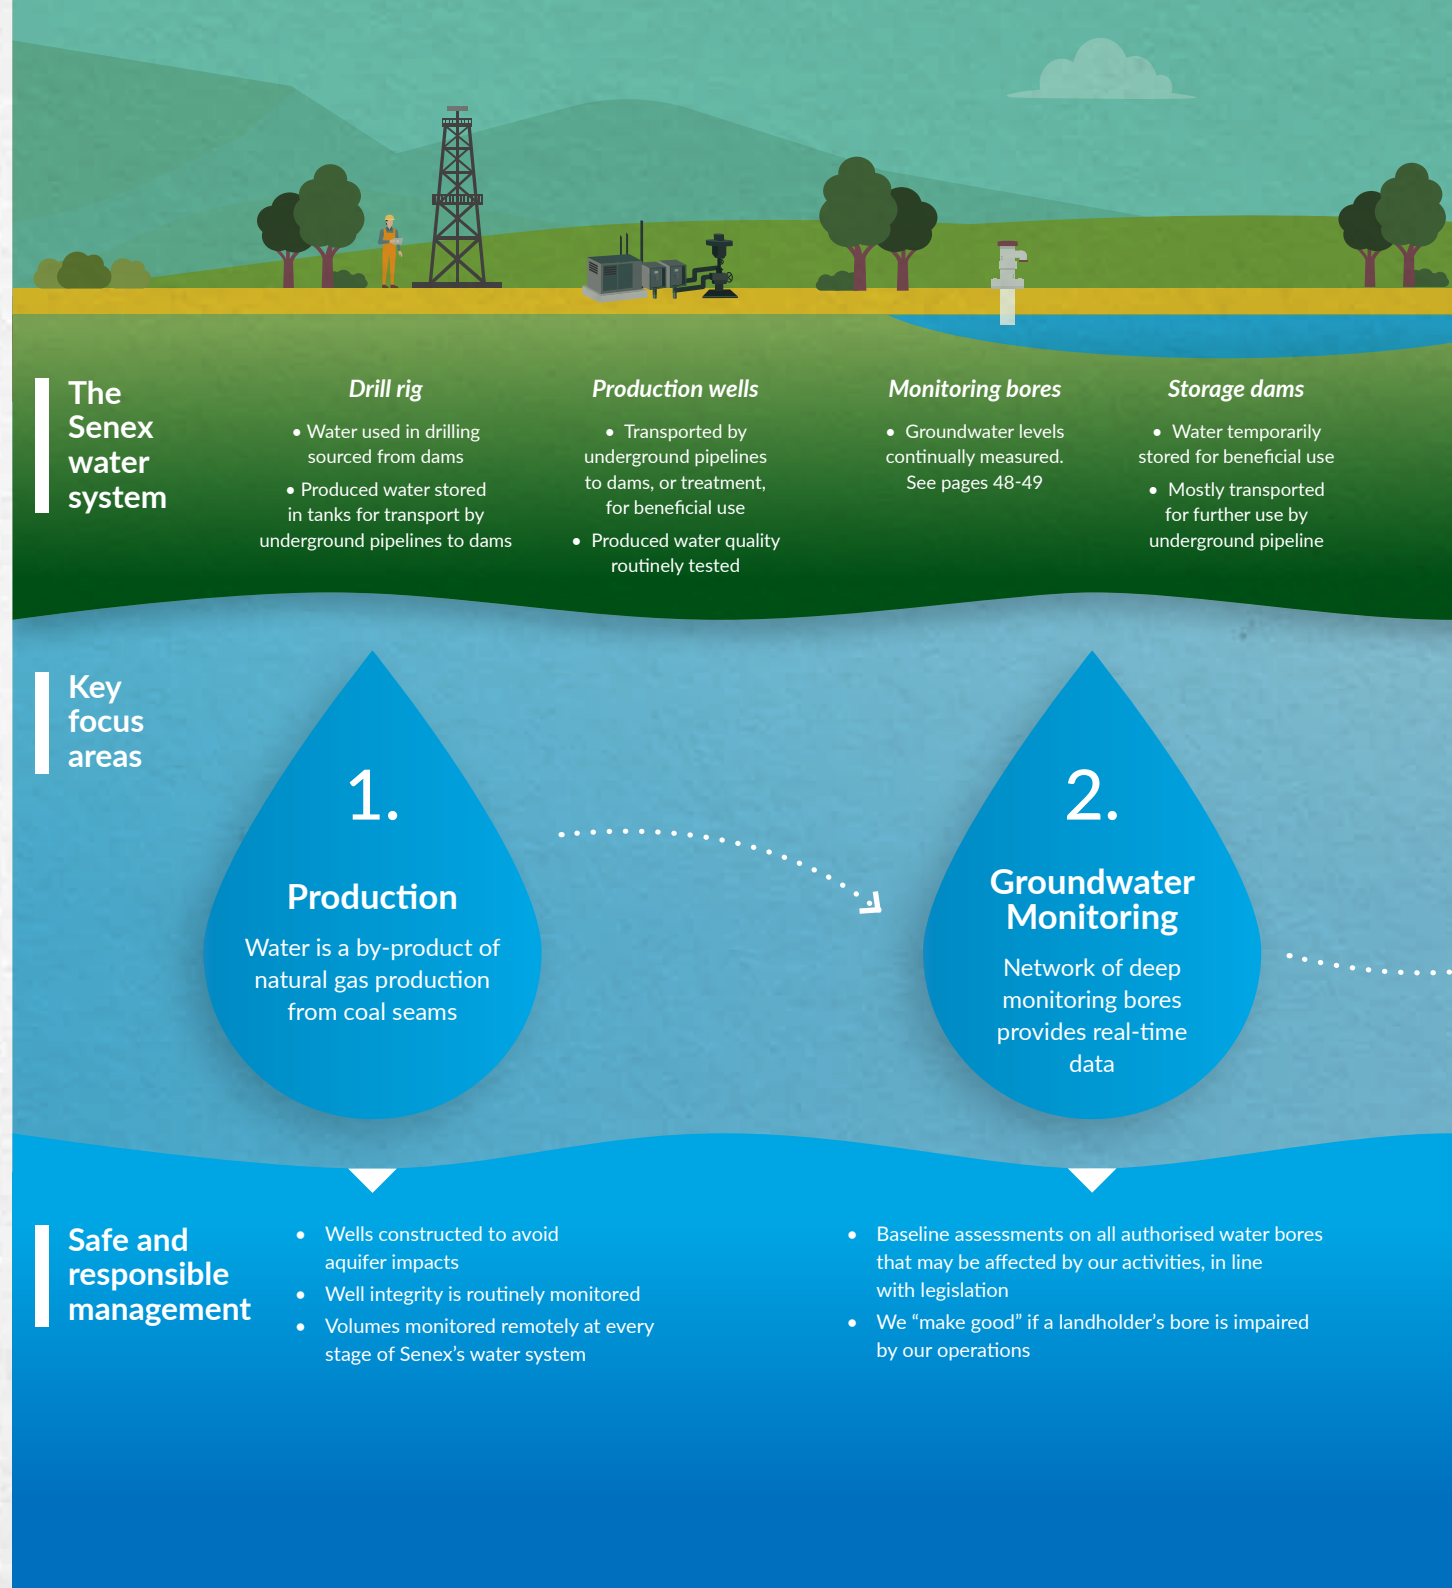 The
Senex
water
system
Drill rig
• Water used in drilling
sourced from dams
• Produced water stored
in tanks for transport by
underground pipelines to dams
Production wells
• Transported by
underground pipelines
to dams, or treatment,
for beneficial use
• Produced water quality
routinely tested
Monitoring bores
• Groundwater levels
continually measured.
See pages 48-49
Storage dams
• Water temporarily
stored for beneficial use
• Mostly transported
for further use by
underground pipeline
Key
focus
areas
1.
Production
Water is a by-product of
natural gas production
from coal seams
2.
Groundwater
Monitoring
Network of deep
monitoring bores
provides real-time
data
Safe and
responsible
management
• Wells constructed to avoid
aquifer impacts
• Well integrity is routinely monitored
• Volumes monitored remotely at every
stage of Senex’s water system
• Baseline assessments on all authorised water bores
that may be affected by our activities, in line
with legislation
• We “make good” if a landholder’s bore is impaired
by our operations